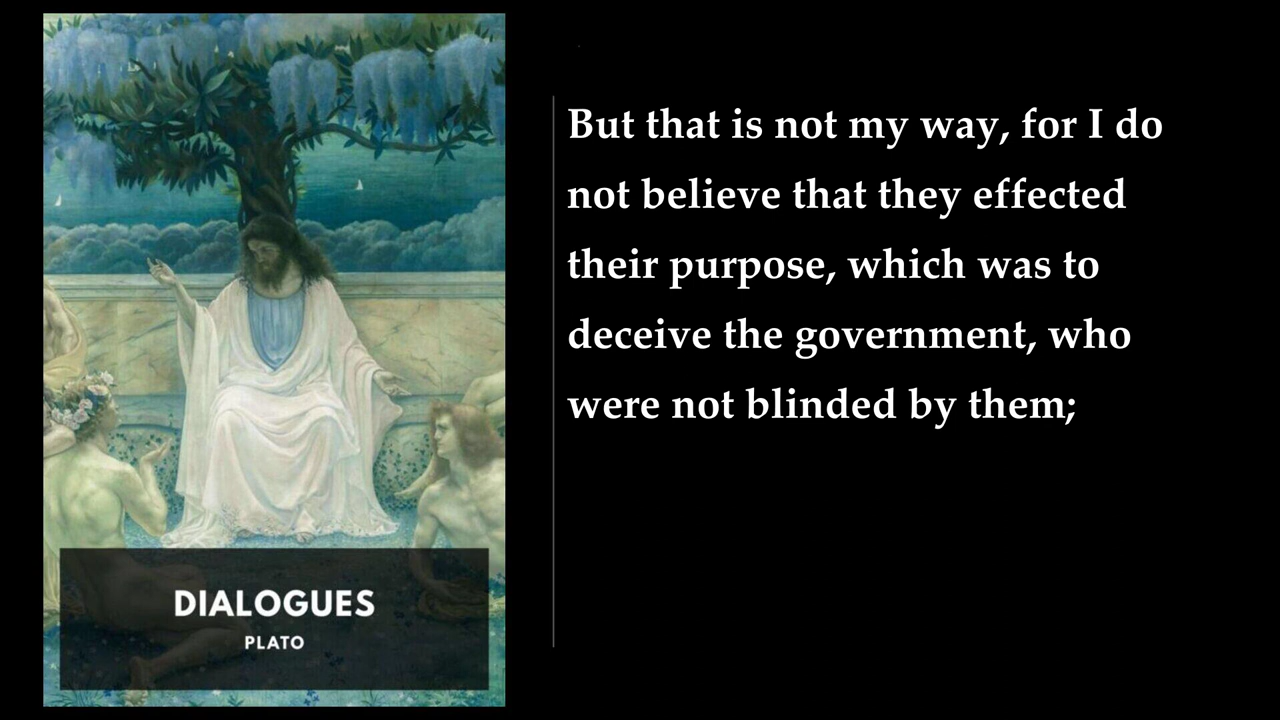 DIALOGUES
PLATO
But that is not my way, for I do
not believe that they effected
their purpose, which was to
deceive the government, who
were not blinded by them;